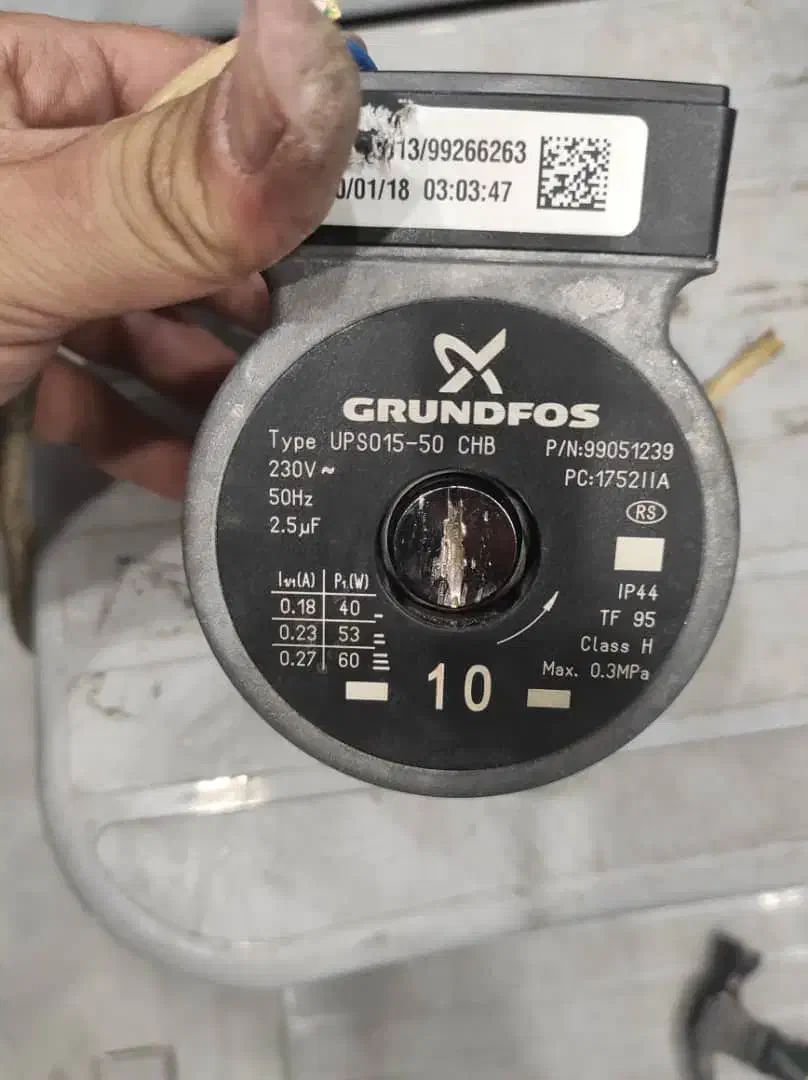 113/99266263
0/01/18 03:03:47
GRUNDFOS
Type UPSO15-50 CHB P/N:99051239
230V~ PC:1752IIA
50Hz
2.5µF
RS
I₁/₁(A) P₁(W)
0.18 40
0.23 53
0.27 60
IP44
TF 95
Class H
Max. 0.3MPa
10